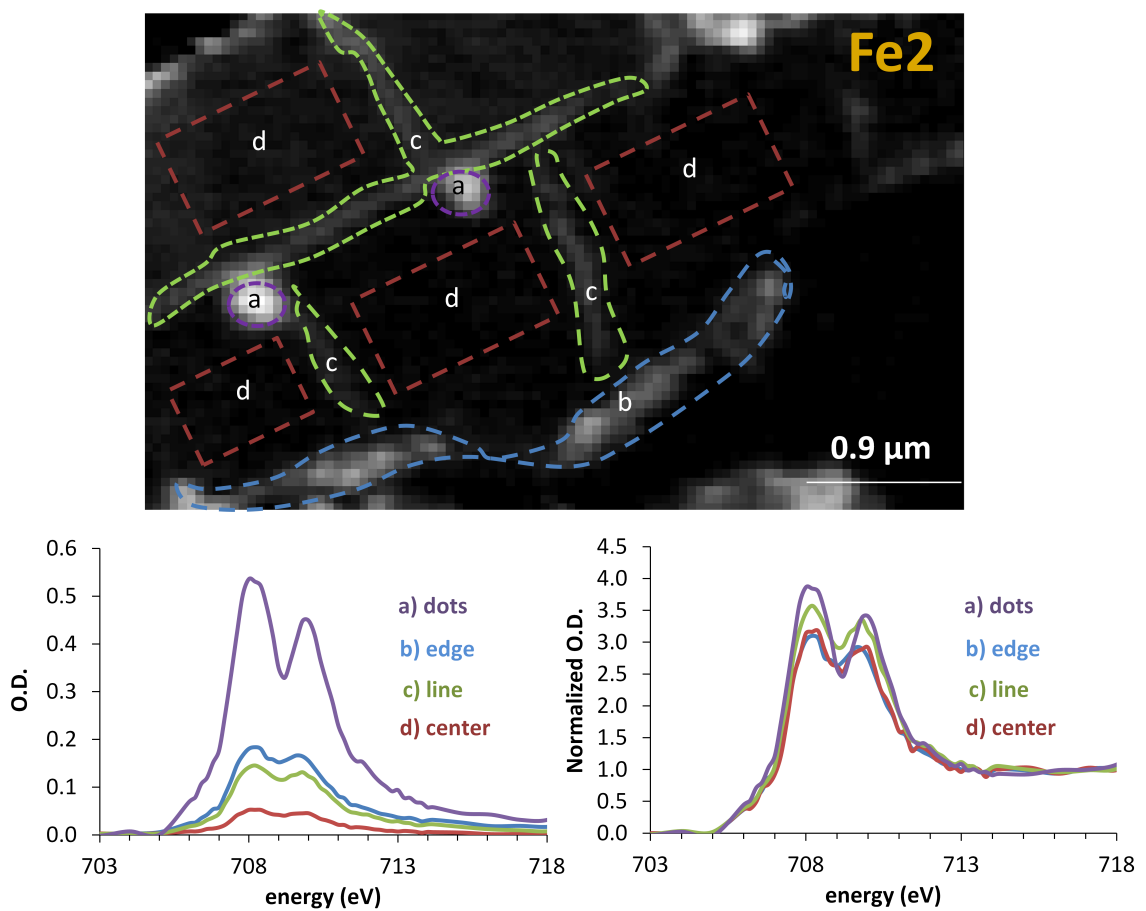 Fe2
d
c
d
a
d
c
a
c
d
b
0.9 µm
0.6
0.5
0.4
0.3
0.2
0.1
0.0
O.D.
a) dots
b) edge
c) line
d) center
703
708
713
718
energy (eV)
4.5
4.0
3.5
3.0
2.5
2.0
1.5
1.0
0.5
0.0
Normalized O.D.
a) dots
b) edge
c) line
d) center
703
708
713
718
energy (eV)